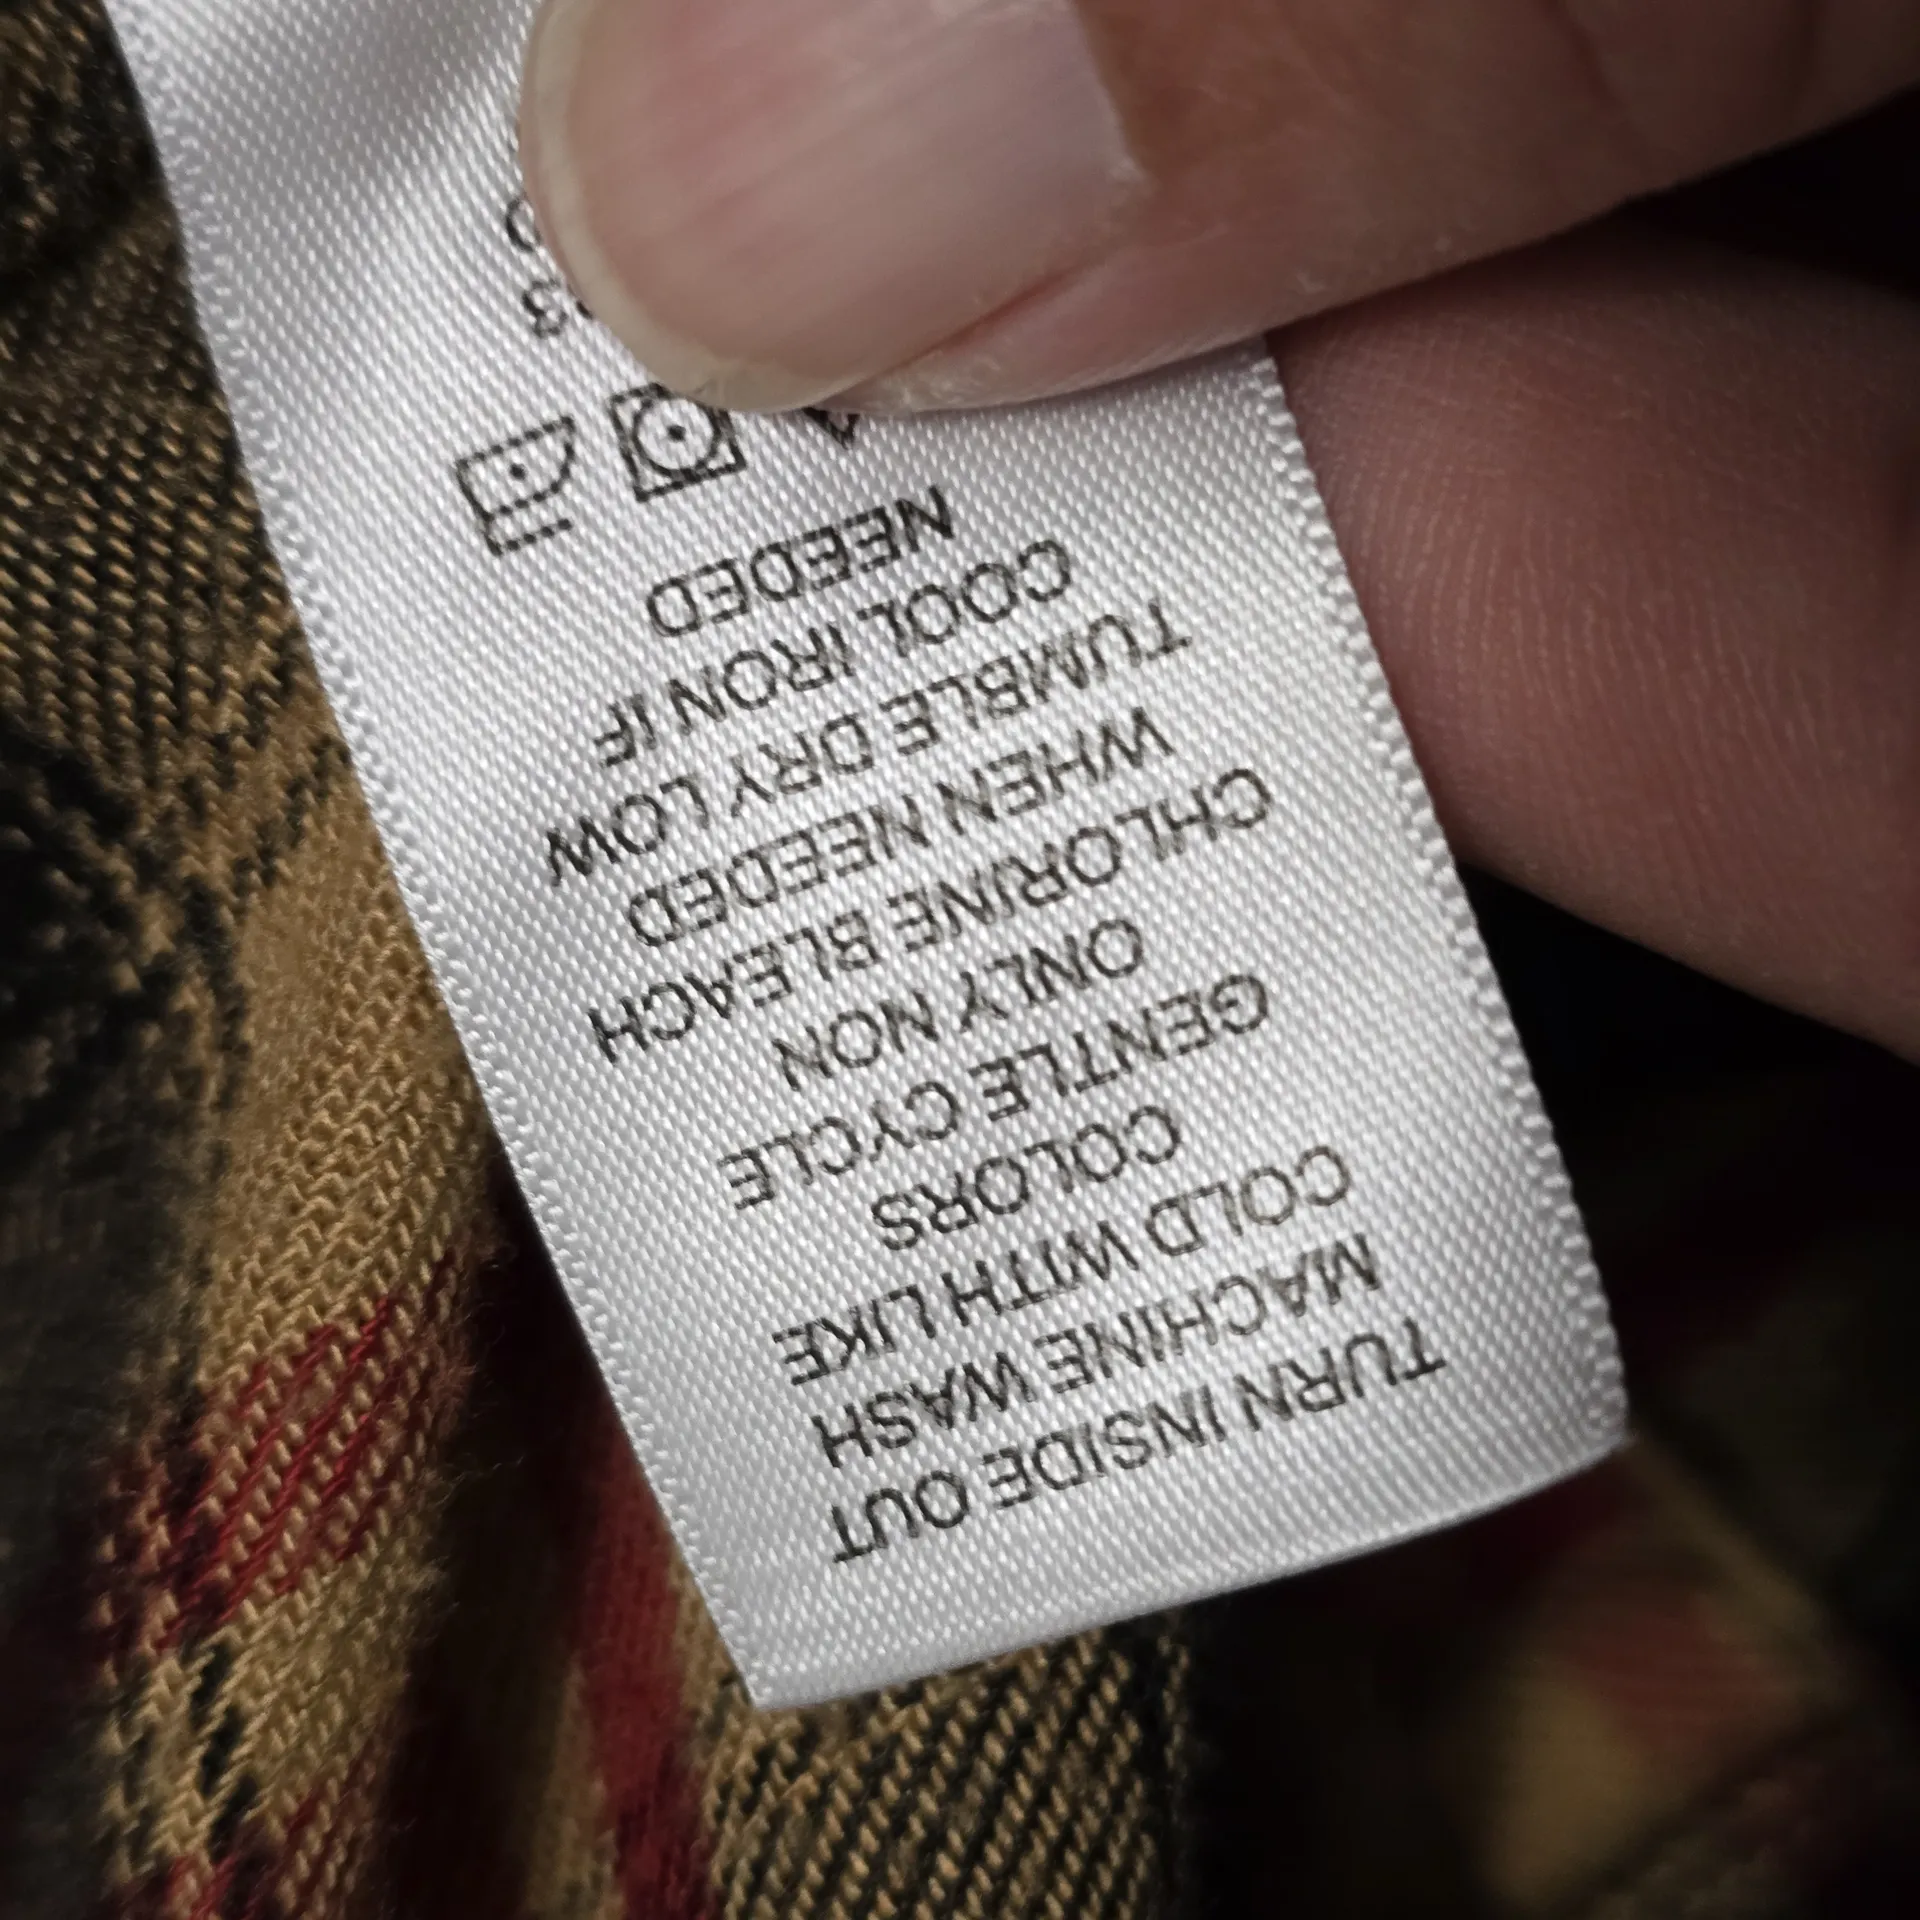 TURN INSIDE OUT
MACHINE WASH
COLD WITH LIKE
COLORS
GENTLE CYCLE
ONLY NON
CHLORINE BLEACH
WHEN NEEDED
TUMBLE DRY LOW
COOL IRON IF
NEEDED